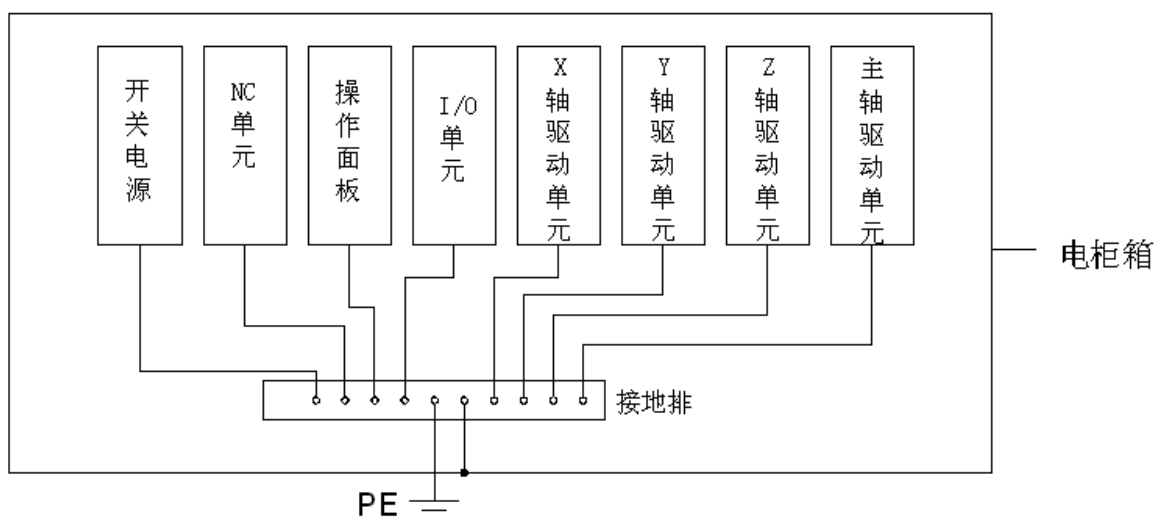 开关电源
NC单元
操作面板
I/O单元
X轴驱动单元
Y轴驱动单元
Z轴驱动单元
主轴驱动单元
电柜箱
接地排
PE